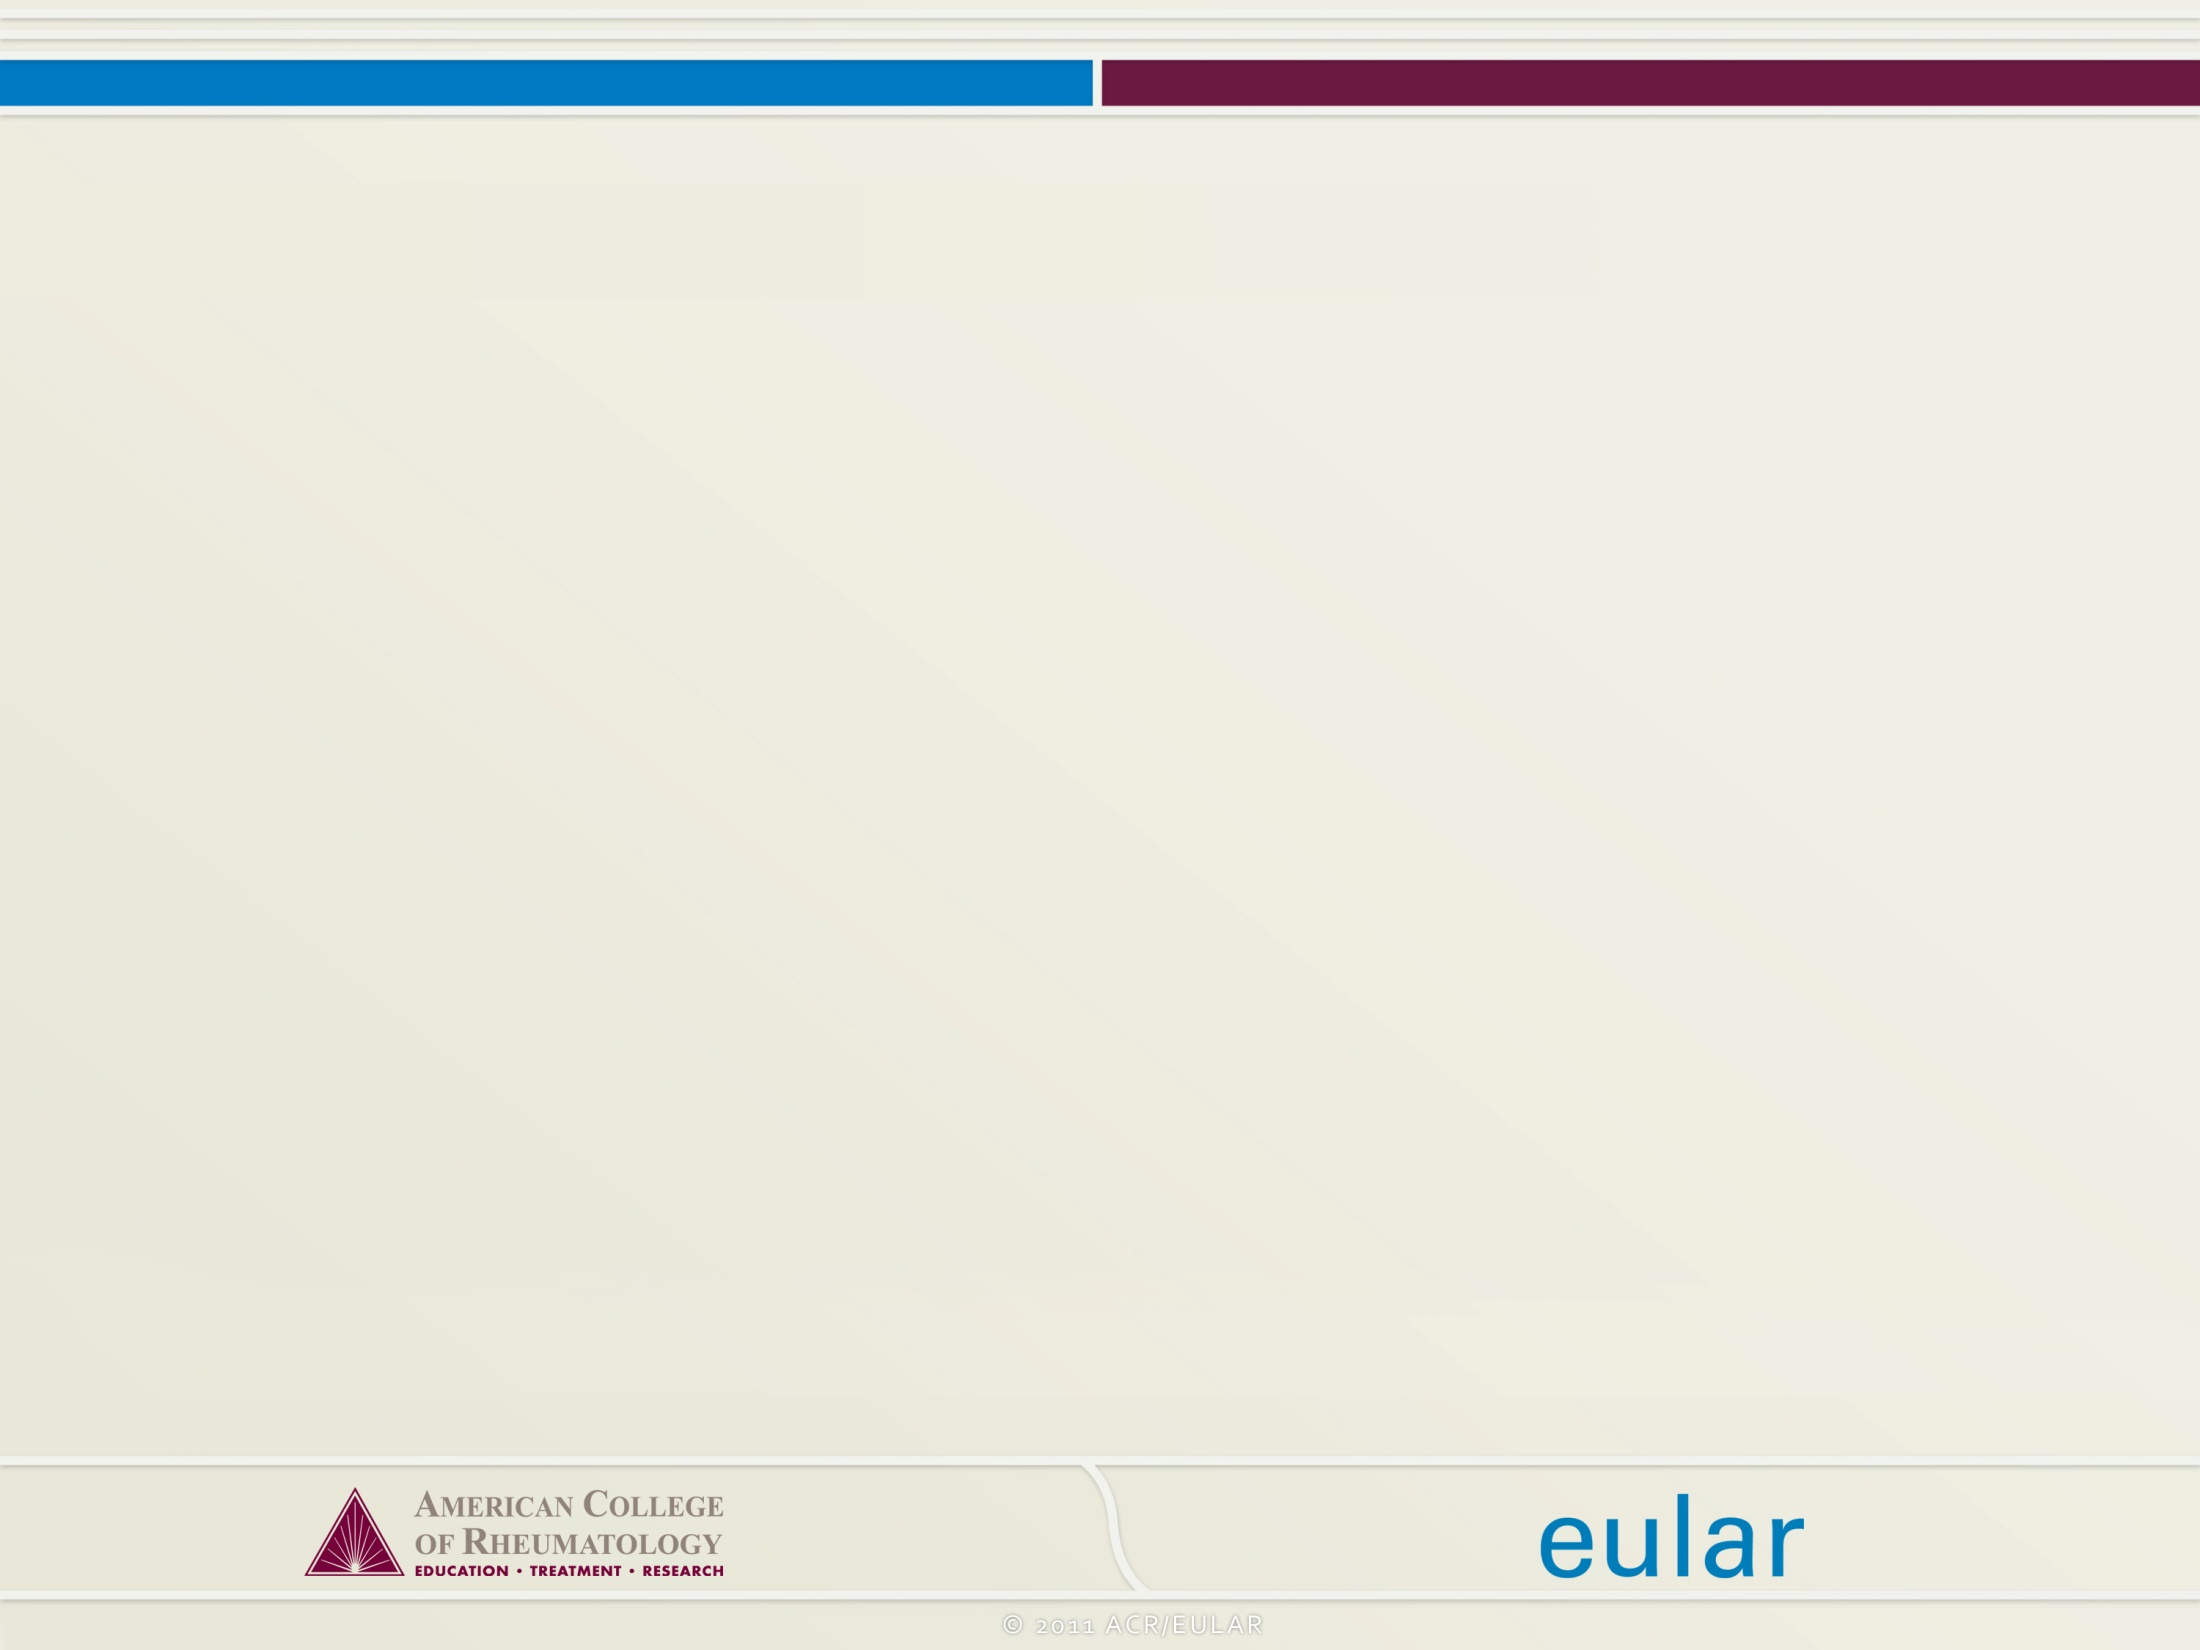 AMERICAN COLLEGE
OF RHEUMATOLOGY
EDUCATION • TREATMENT • RESEARCH
eular
© 2011 ACR/EULAR